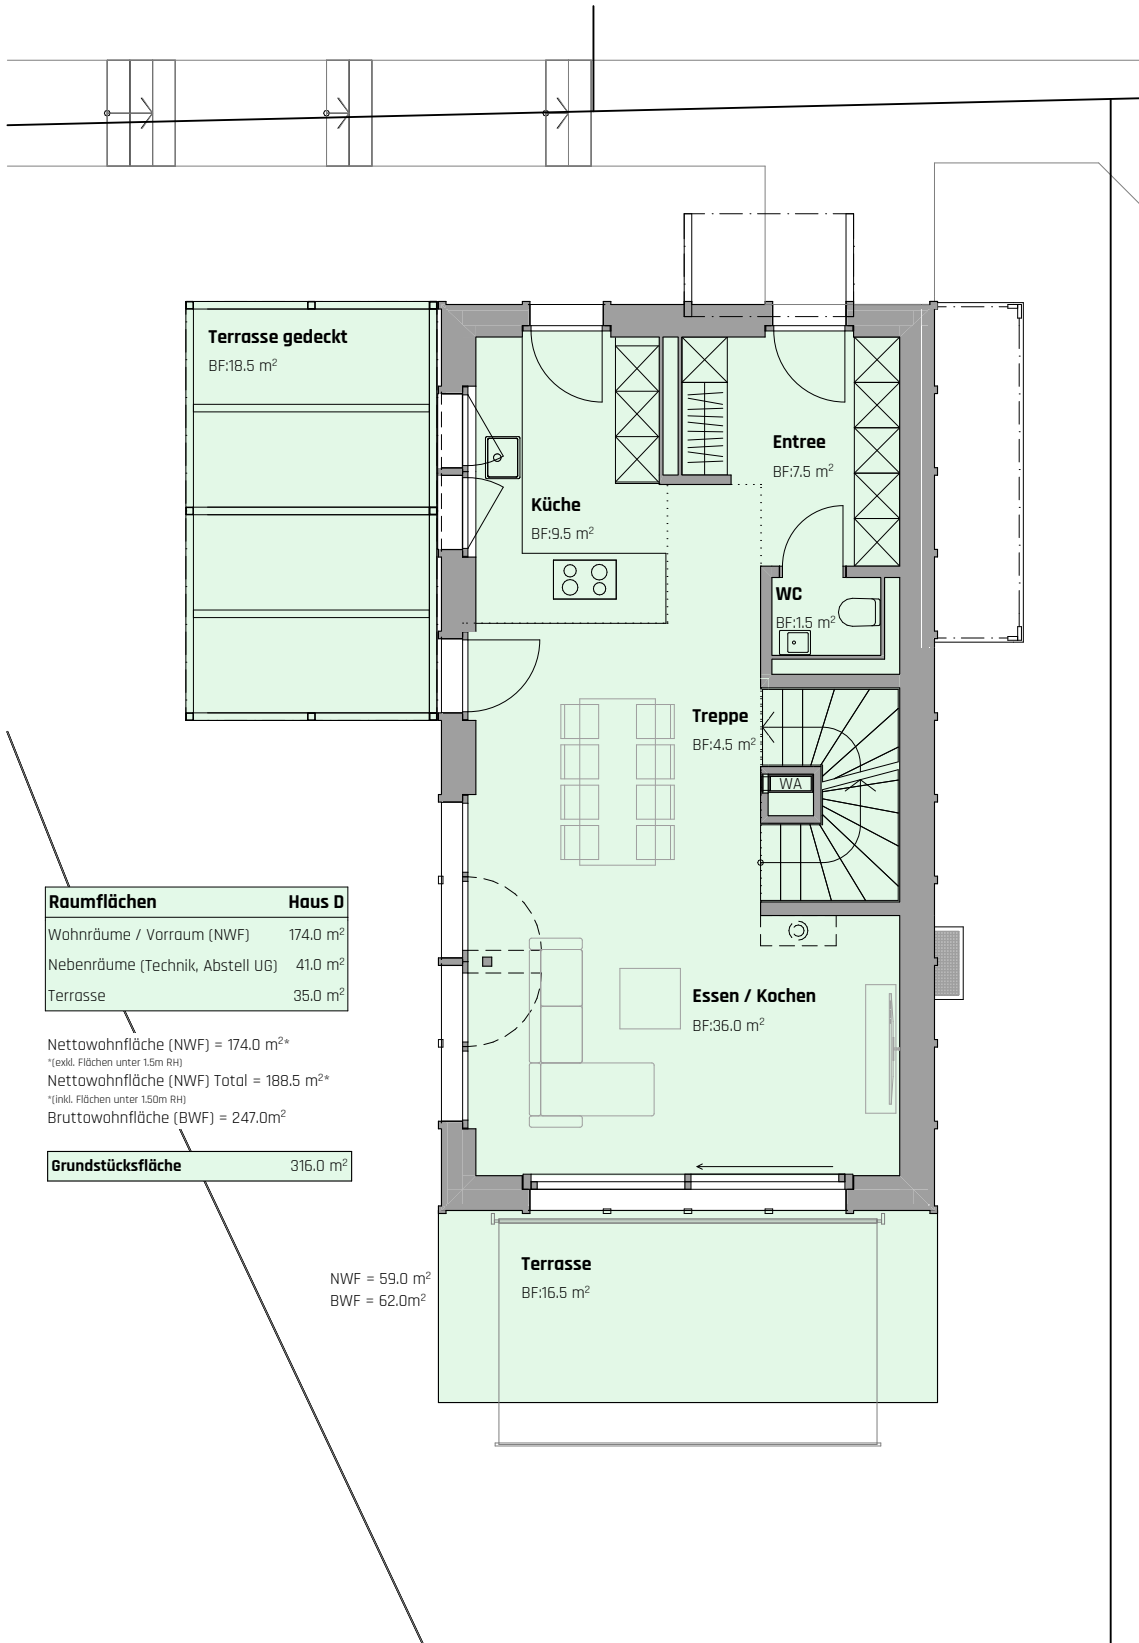 Terrasse gedeckt
BF:18.5 m²
Entree
BF:7.5 m²
Küche
BF:9.5 m²
WC
BF:1.5 m²
Treppe
BF:4.5 m²
WA
Raumflächen Haus D
Wohnräume / Vorraum (NWF) 174.0 m²
Nebenräume (Technik, Abstell UG) 41.0 m²
Terrasse 35.0 m²
Nettowohnfläche (NWF) = 174.0 m²*
*(exkl. Flächen unter 1.5m RH)
Nettowohnfläche (NWF) Total = 188.5 m²*
*(inkl. Flächen unter 1.50m RH)
Bruttowohnfläche (BWF) = 247.0m²
Grundstücksfläche 316.0 m²
Essen / Kochen
BF:36.0 m²
Terrasse
BF:16.5 m²
NWF = 59.0 m²
BWF = 62.0m²